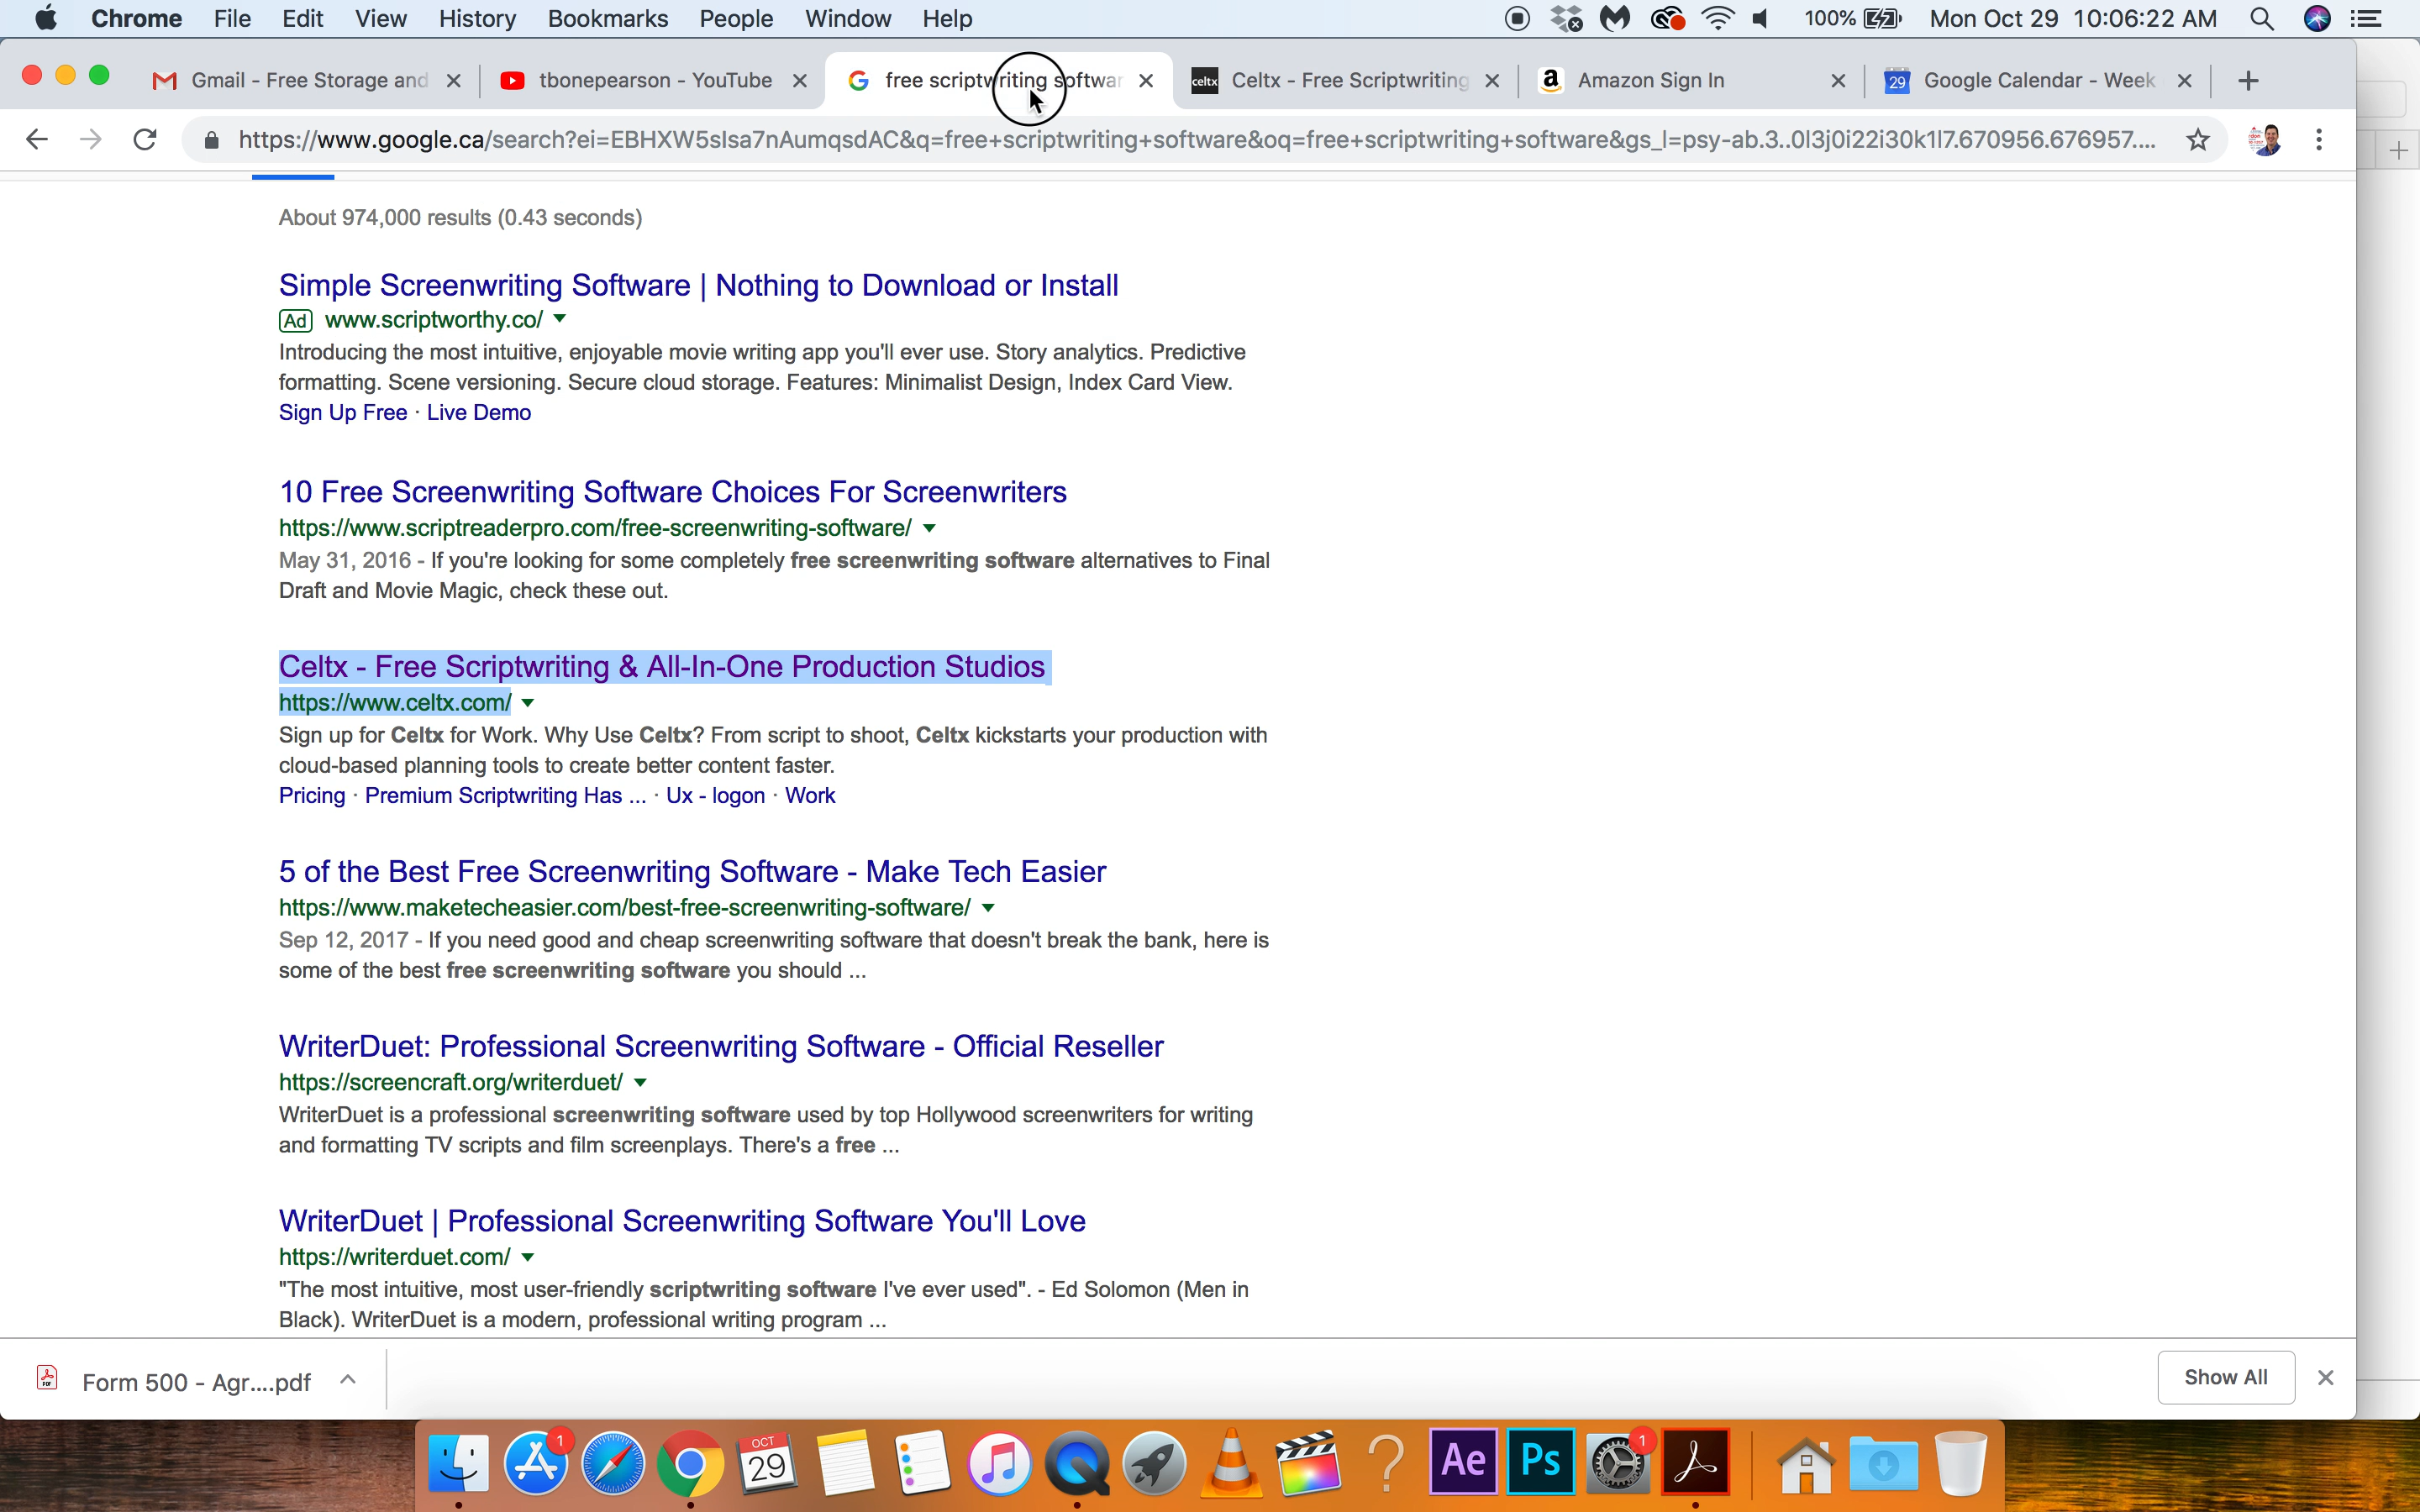 Chrome File Edit View History Bookmarks People Window Help 100% Mon Oct 29 10:06:22 AM
Gmail - Free Storage and tbonepearson - YouTube free scriptwriting softwar celtx Celtx - Free Scriptwriting a Amazon Sign In 29 Google Calendar - Week
https://www.google.ca/search?ei=EBHXW5sIsa7nAumqsdAC&q=free+scriptwriting+software&oq=free+scriptwriting+software&gs_l=psy-ab.3..0l3j0i22i30k1l7.670956.676957....
About 974,000 results (0.43 seconds)
Simple Screenwriting Software | Nothing to Download or Install
Ad www.scriptworthy.co/
Introducing the most intuitive, enjoyable movie writing app you'll ever use. Story analytics. Predictive
formatting. Scene versioning. Secure cloud storage. Features: Minimalist Design, Index Card View.
Sign Up Free · Live Demo
10 Free Screenwriting Software Choices For Screenwriters
https://www.scriptreaderpro.com/free-screenwriting-software/
May 31, 2016 - If you're looking for some completely free screenwriting software alternatives to Final
Draft and Movie Magic, check these out.
Celtx - Free Scriptwriting & All-In-One Production Studios
https://www.celtx.com/
Sign up for Celtx for Work. Why Use Celtx? From script to shoot, Celtx kickstarts your production with
cloud-based planning tools to create better content faster.
Pricing · Premium Scriptwriting Has ... · Ux - logon · Work
5 of the Best Free Screenwriting Software - Make Tech Easier
https://www.maketecheasier.com/best-free-screenwriting-software/
Sep 12, 2017 - If you need good and cheap screenwriting software that doesn't break the bank, here is
some of the best free screenwriting software you should ...
WriterDuet: Professional Screenwriting Software - Official Reseller
https://screencraft.org/writerduet/
WriterDuet is a professional screenwriting software used by top Hollywood screenwriters for writing
and formatting TV scripts and film screenplays. There's a free ...
WriterDuet | Professional Screenwriting Software You'll Love
https://writerduet.com/
"The most intuitive, most user-friendly scriptwriting software I've ever used". - Ed Solomon (Men in
Black). WriterDuet is a modern, professional writing program ...
Form 500 - Agr....pdf Show All
1 OCT 29 Ae Ps 1